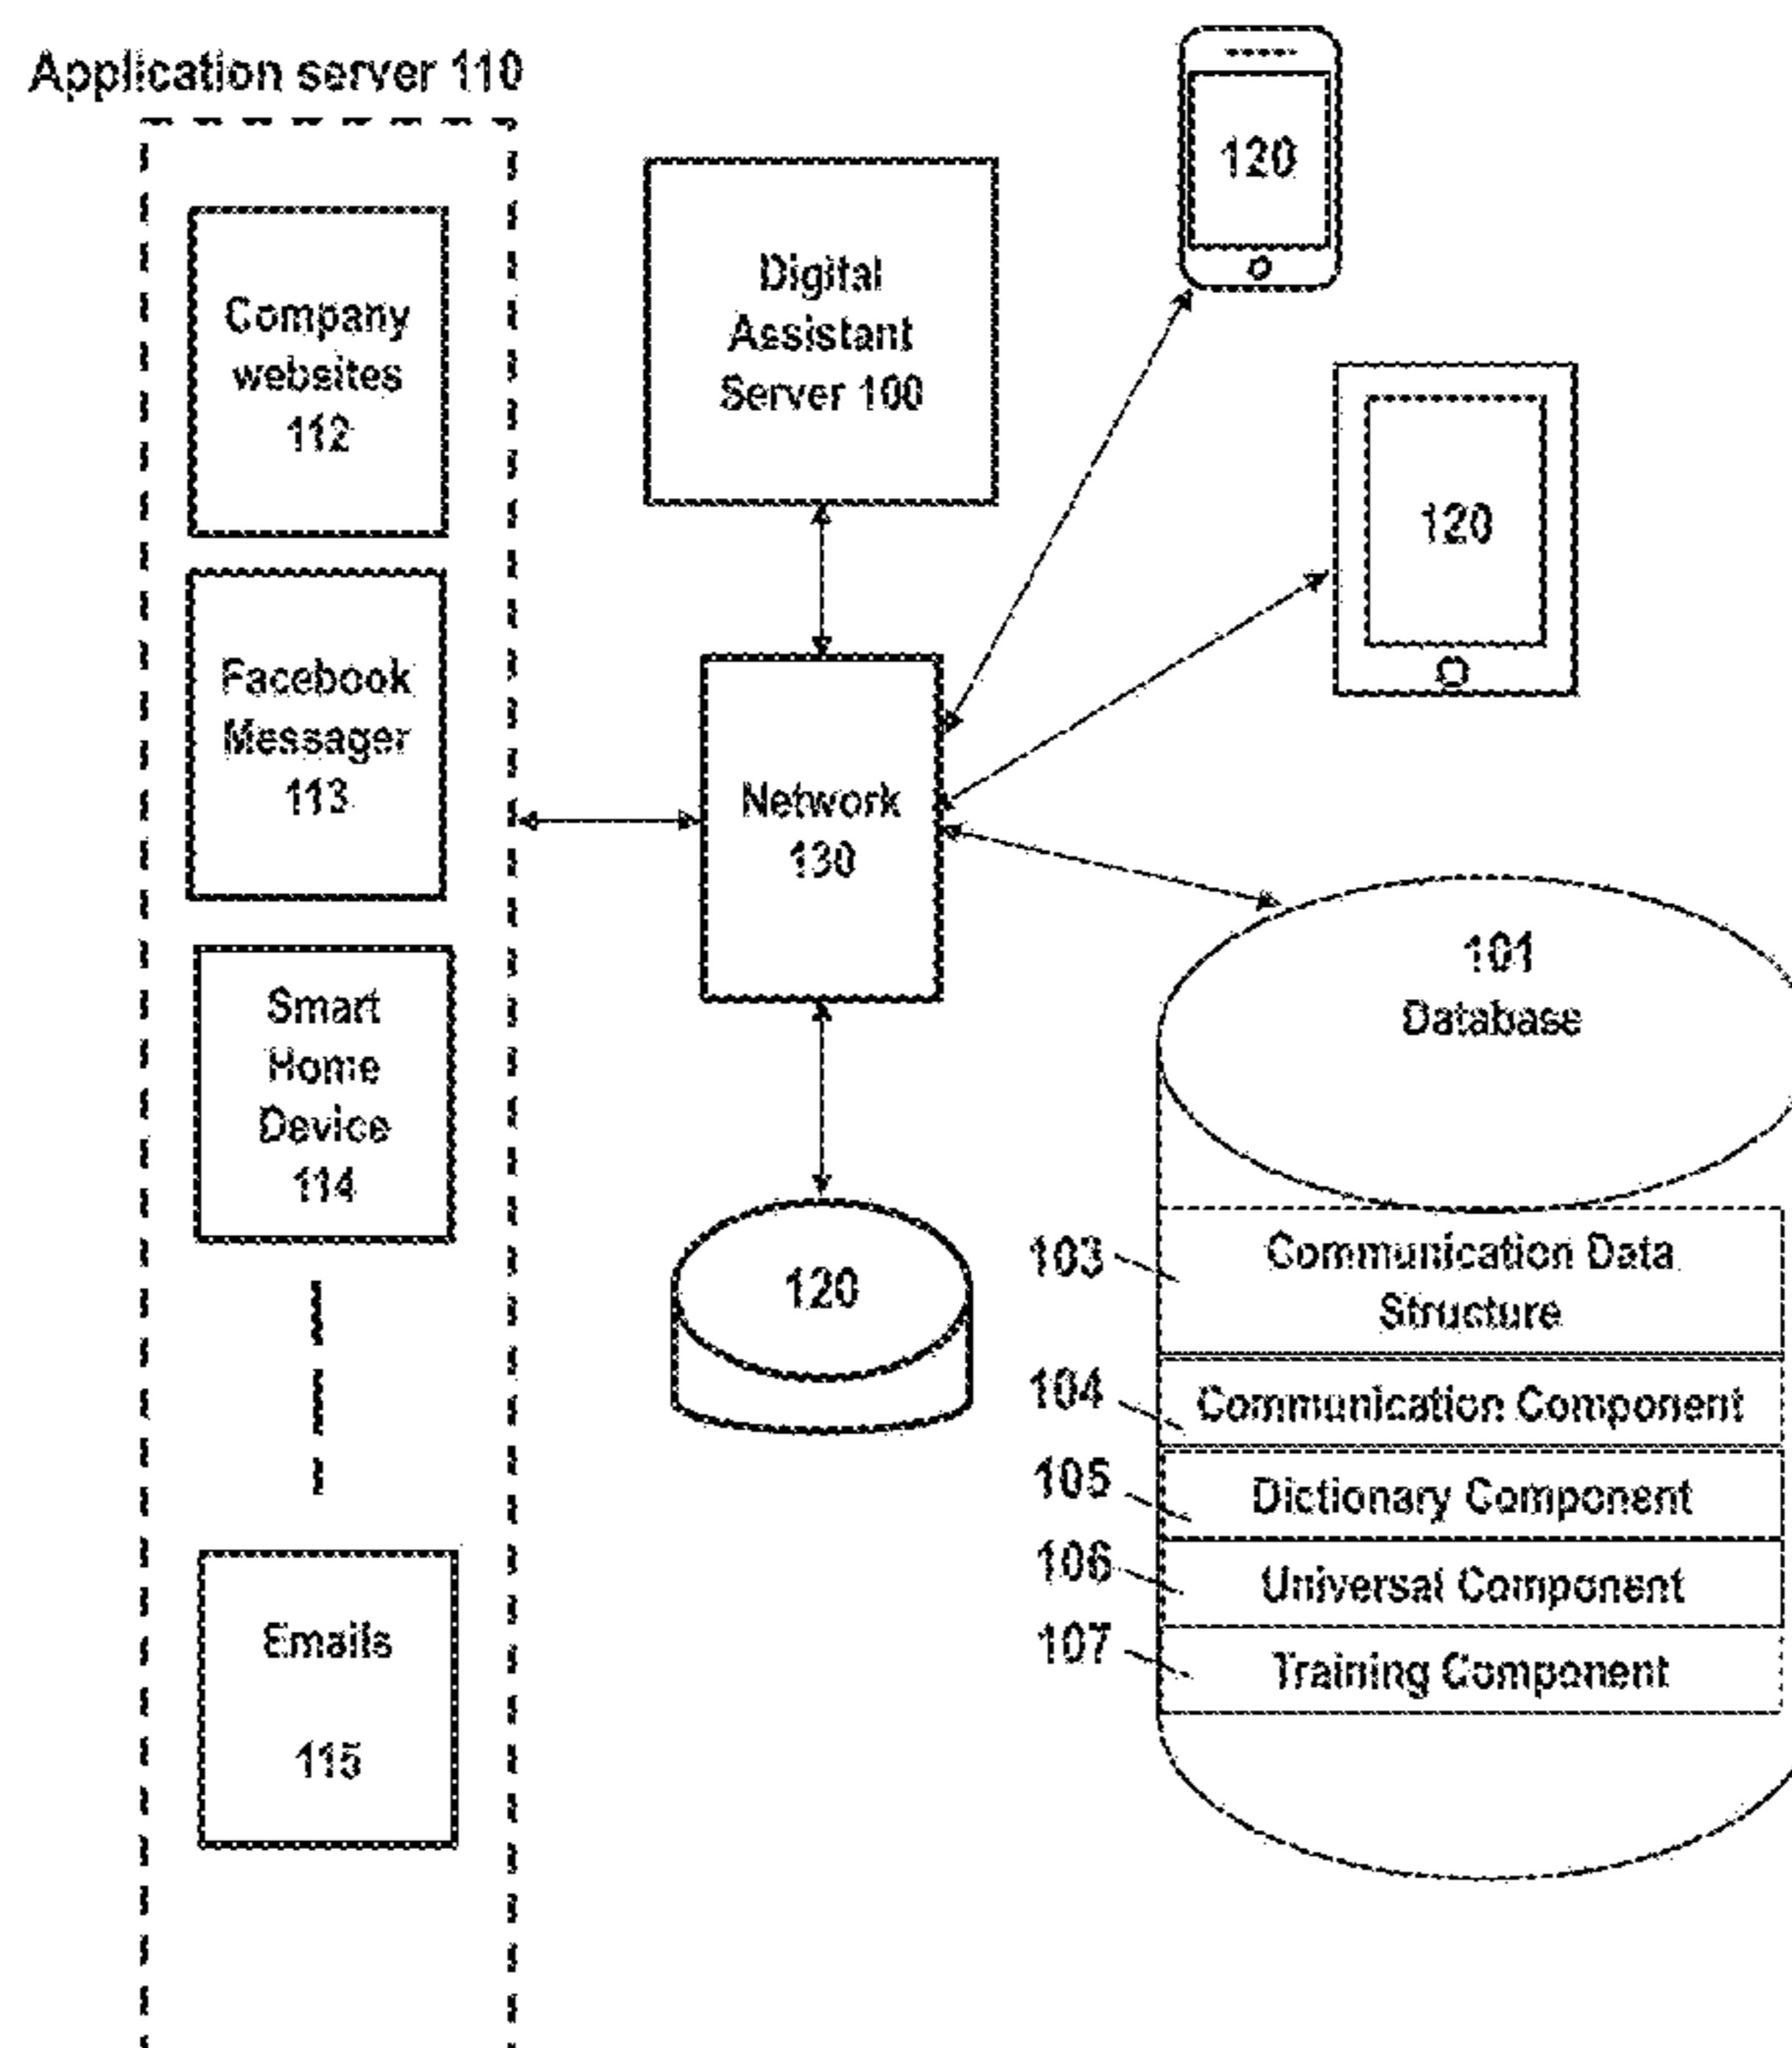 Application server 110
Company
websites
112
Facebook
Messager
113
Smart
Home
Device
114
Emails
115
Digital
Assistant
Server 100
Network
130
120
120
120
101
Database
103
Communication Data
Structure
104
Communication Component
105
Dictionary Component
106
Universal Component
107
Training Component